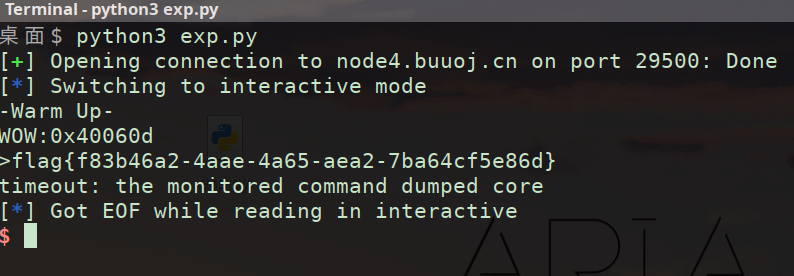 Terminal - python3 exp.py
桌面$ python3 exp.py
[+] Opening connection to node4.buuoj.cn on port 29500: Done
[*] Switching to interactive mode
-Warm Up-
WOW:0x40060d
>flag{f83b46a2-4aae-4a65-aea2-7ba64cf5e86d}
timeout: the monitored command dumped core
[*] Got EOF while reading in interactive
$
ARIA